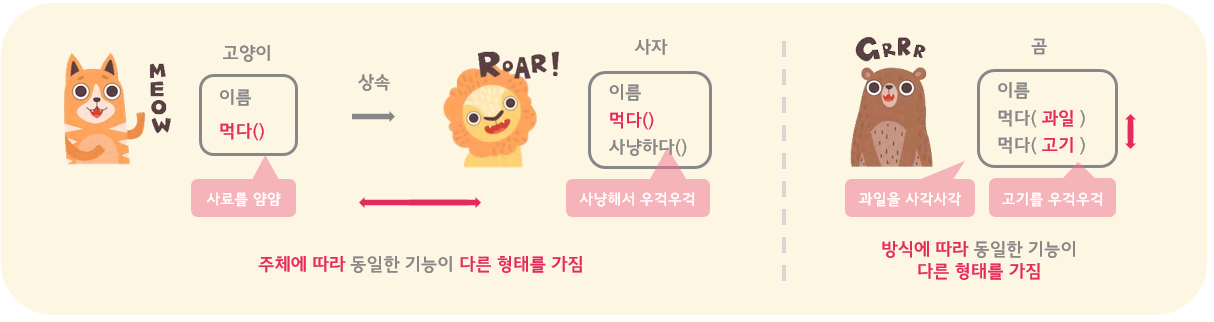 고양이
MEOW
이름
먹다()
사료를 얌얌
상속
ROAR!
사자
이름
먹다()
사냥하다()
사냥해서 우걱우걱
주체에 따라 동일한 기능이 다른 형태를 가짐
GRRR
곰
이름
먹다( 과일 )
먹다( 고기 )
과일을 사각사각
고기를 우걱우걱
방식에 따라 동일한 기능이
다른 형태를 가짐